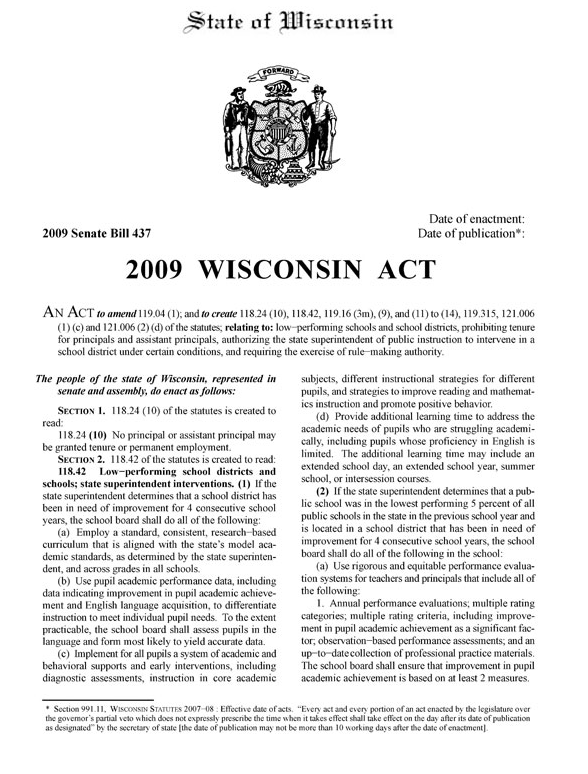 State of Wisconsin
FORWARD
Date of enactment:
2009 Senate Bill 437
Date of publication*:
2009 WISCONSIN ACT
AN ACT to amend 119.04 (1); and to create 118.24 (10), 118.42, 119.16 (3m), (9), and (11) to (14), 119.315, 121.006
(1) (c) and 121.006 (2) (d) of the statutes; relating to: low−performing schools and school districts, prohibiting tenure
for principals and assistant principals, authorizing the state superintendent of public instruction to intervene in a
school district under certain conditions, and requiring the exercise of rule−making authority.
The people of the state of Wisconsin, represented in
senate and assembly, do enact as follows:
SECTION 1. 118.24 (10) of the statutes is created to
read:
118.24 (10) No principal or assistant principal may
be granted tenure or permanent employment.
SECTION 2. 118.42 of the statutes is created to read:
118.42 Low−performing school districts and
schools; state superintendent interventions. (1) If the
state superintendent determines that a school district has
been in need of improvement for 4 consecutive school
years, the school board shall do all of the following:
(a) Employ a standard, consistent, research−based
curriculum that is aligned with the state's model aca-
demic standards, as determined by the state superinten-
dent, and across grades in all schools.
(b) Use pupil academic performance data, including
data indicating improvement in pupil academic achieve-
ment and English language acquisition, to differentiate
instruction to meet individual pupil needs. To the extent
practicable, the school board shall assess pupils in the
language and form most likely to yield accurate data.
(c) Implement for all pupils a system of academic and
behavioral supports and early interventions, including
diagnostic assessments, instruction in core academic
subjects, different instructional strategies for different
pupils, and strategies to improve reading and mathemat-
ics instruction and promote positive behavior.
(d) Provide additional learning time to address the
academic needs of pupils who are struggling academi-
cally, including pupils whose proficiency in English is
limited. The additional learning time may include an
extended school day, an extended school year, summer
school, or intersession courses.
(2) If the state superintendent determines that a pub-
lic school was in the lowest performing 5 percent of all
public schools in the state in the previous school year and
is located in a school district that has been in need of
improvement for 4 consecutive school years, the school
board shall do all of the following in the school:
(a) Use rigorous and equitable performance evalua-
tion systems for teachers and principals that include all of
the following:
1. Annual performance evaluations; multiple rating
categories; multiple rating criteria, including improve-
ment in pupil academic achievement as a significant fac-
tor; observation−based performance assessments; and an
up−to−date collection of professional practice materials.
The school board shall ensure that improvement in pupil
academic achievement is based on at least 2 measures.
* Section 991.11, WISCONSIN STATUTES 2007−08 : Effective date of acts. “Every act and every portion of an act enacted by the legislature over
the governor's partial veto which does not expressly prescribe the time when it takes effect shall take effect on the day after its date of publication
as designated” by the secretary of state [the date of publication may not be more than 10 working days after the date of enactment].